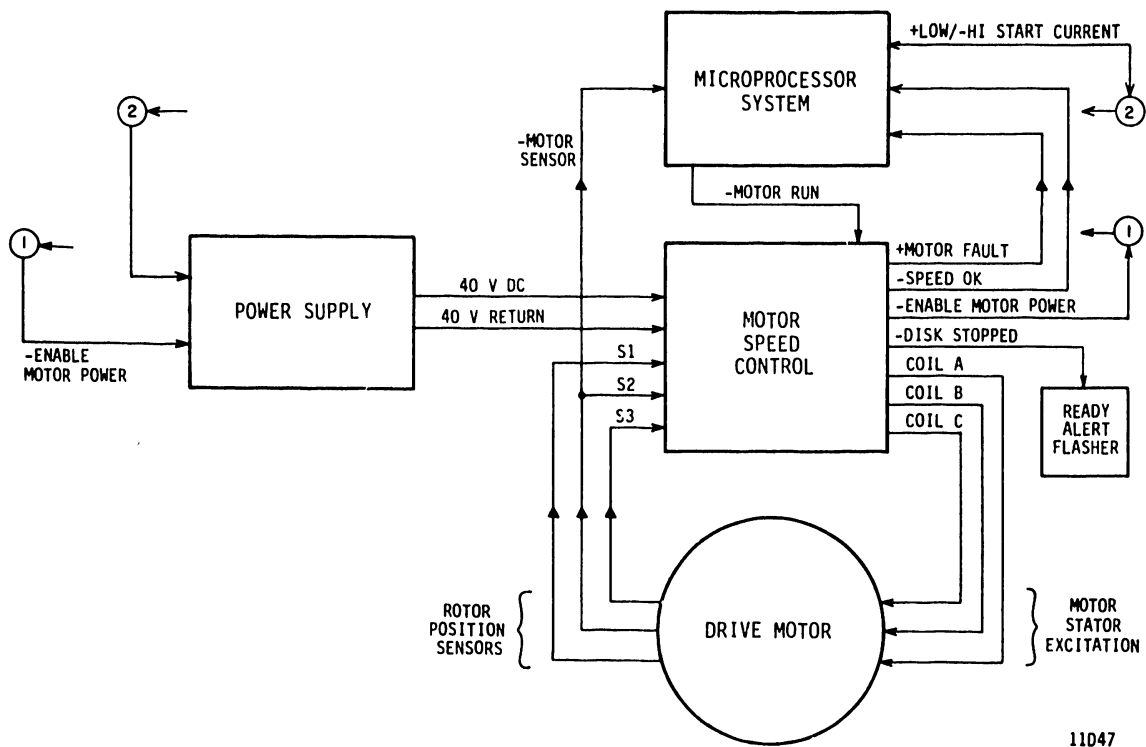 +LOW/-HI START CURRENT
MICROPROCESSOR
SYSTEM
2
2
-MOTOR
SENSOR
-MOTOR RUN
1
1
+MOTOR FAULT
-SPEED OK
-ENABLE MOTOR POWER
-DISK STOPPED
COIL A
COIL B
COIL C
POWER SUPPLY
40 V DC
40 V RETURN
S1
S2
S3
MOTOR
SPEED
CONTROL
-ENABLE
MOTOR POWER
READY
ALERT
FLASHER
ROTOR
POSITION
SENSORS
DRIVE MOTOR
MOTOR
STATOR
EXCITATION
11D47